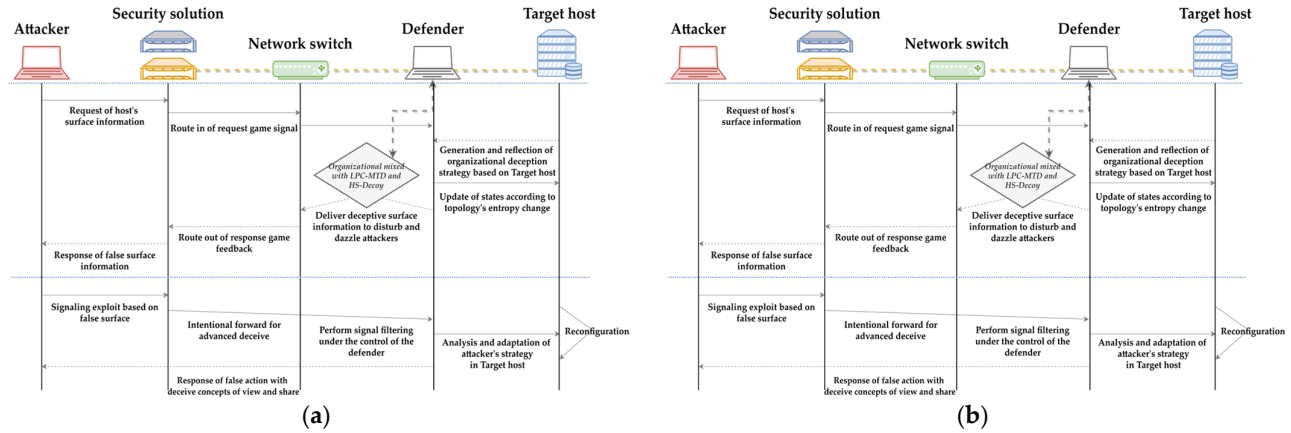 Attacker
Security solution
Network switch
Defender
Target host
Request of host's
surface information
Route in of request game signal
Generation and reflection of
organizational deception
strategy based on Target host
Organizational mixed
with LPC-MTD and
HS-Decoy
Update of states according to
topology's entropy change
Deliver deceptive surface
information to disturb and
dazzle attackers
Route out of response game
feedback
Response of false surface
information
Signaling exploit based on
false surface
Intentional forward for
advanced deceive
Perform signal filtering
under the control of the
defender
Analysis and adaptation of
attacker's strategy
in Target host
Reconfiguration
Response of false action with
deceive concepts of view and share
(a)
Attacker
Security solution
Network switch
Defender
Target host
Request of host's
surface information
Route in of request game signal
Generation and reflection of
organizational deception
strategy based on Target host
Organizational mixed
with LPC-MTD and
HS-Decoy
Update of states according to
topology's entropy change
Deliver deceptive surface
information to disturb and
dazzle attackers
Route out of response game
feedback
Response of false surface
information
Signaling exploit based on
false surface
Intentional forward for
advanced deceive
Perform signal filtering
under the control of the
defender
Analysis and adaptation of
attacker's strategy
in Target host
Reconfiguration
Response of false action with
deceive concepts of view and share
(b)